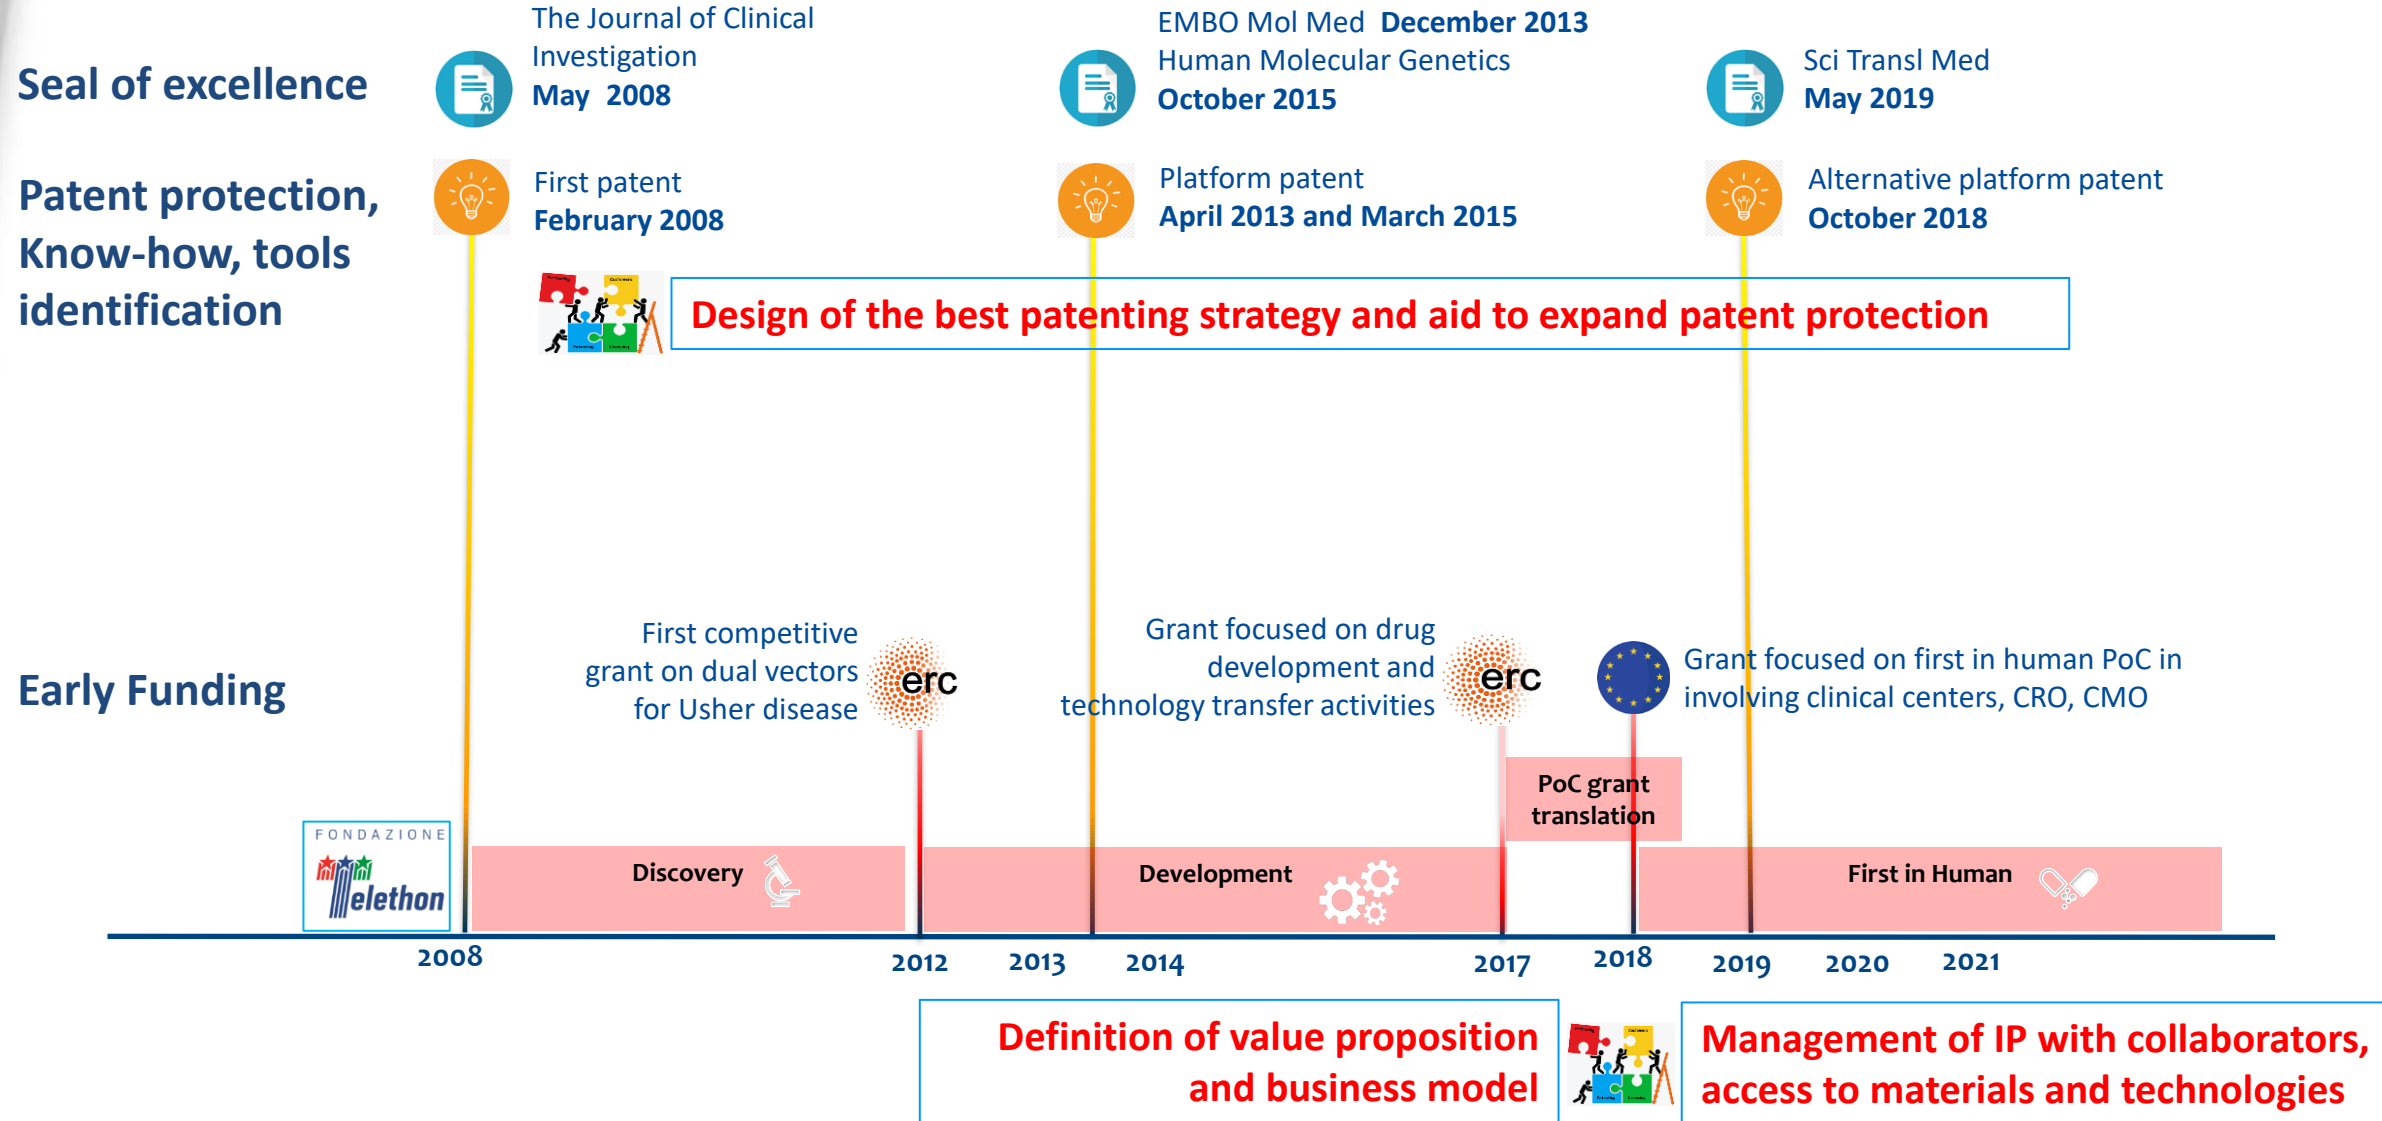 Seal of excellence
The Journal of Clinical
Investigation
May 2008
EMBO Mol Med December 2013
Human Molecular Genetics
October 2015
Sci Transl Med
May 2019
Patent protection,
Know-how, tools
identification
First patent
February 2008
Platform patent
April 2013 and March 2015
Alternative platform patent
October 2018
Design of the best patenting strategy and aid to expand patent protection
Early Funding
First competitive
grant on dual vectors
for Usher disease
erc
Grant focused on drug
development and
technology transfer activities
erc
Grant focused on first in human PoC in
involving clinical centers, CRO, CMO
PoC grant
translation
FONDAZIONE
Telethon
Discovery
Development
First in Human
2008
2012
2013
2014
2017
2018
2019
2020
2021
Definition of value proposition
and business model
Management of IP with collaborators,
access to materials and technologies